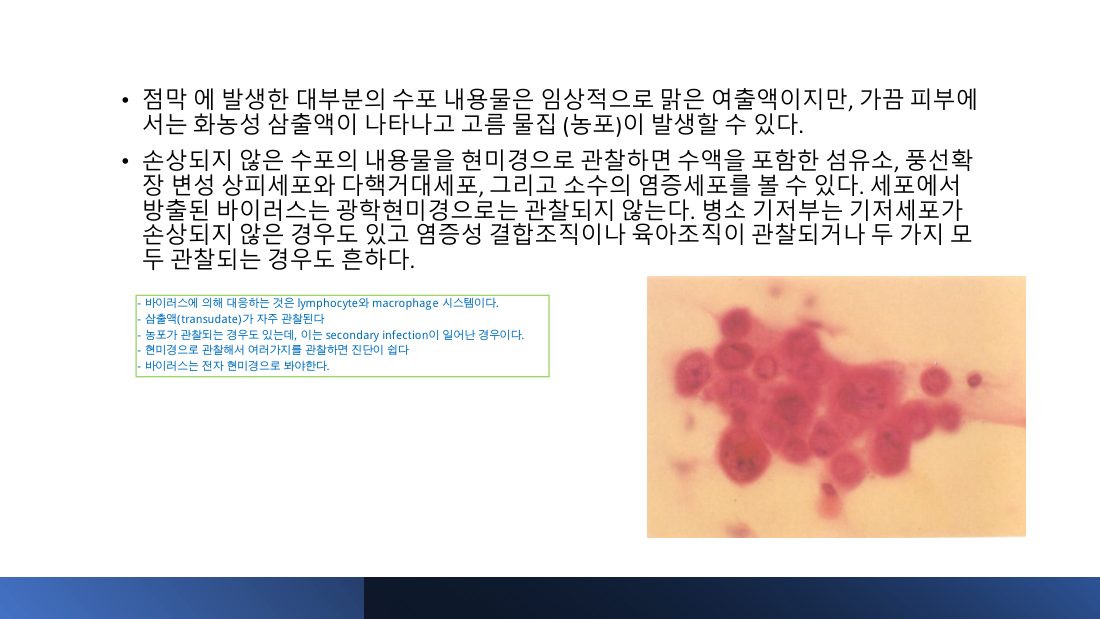 • 점막 에 발생한 대부분의 수포 내용물은 임상적으로 맑은 여출액이지만, 가끔 피부에
서는 화농성 삼출액이 나타나고 고름 물집 (농포)이 발생할 수 있다.
• 손상되지 않은 수포의 내용물을 현미경으로 관찰하면 수액을 포함한 섬유소, 풍선확
장 변성 상피세포와 다핵거대세포, 그리고 소수의 염증세포를 볼 수 있다. 세포에서
방출된 바이러스는 광학현미경으로는 관찰되지 않는다. 병소 기저부는 기저세포가
손상되지 않은 경우도 있고 염증성 결합조직이나 육아조직이 관찰되거나 두 가지 모
두 관찰되는 경우도 흔하다.
- 바이러스에 의해 대응하는 것은 lymphocyte와 macrophage 시스템이다.
- 삼출액(transudate)가 자주 관찰된다
- 농포가 관찰되는 경우도 있는데, 이는 secondary infection이 일어난 경우이다.
- 현미경으로 관찰해서 여러가지를 관찰하면 진단이 쉽다
- 바이러스는 전자 현미경으로 봐야한다.